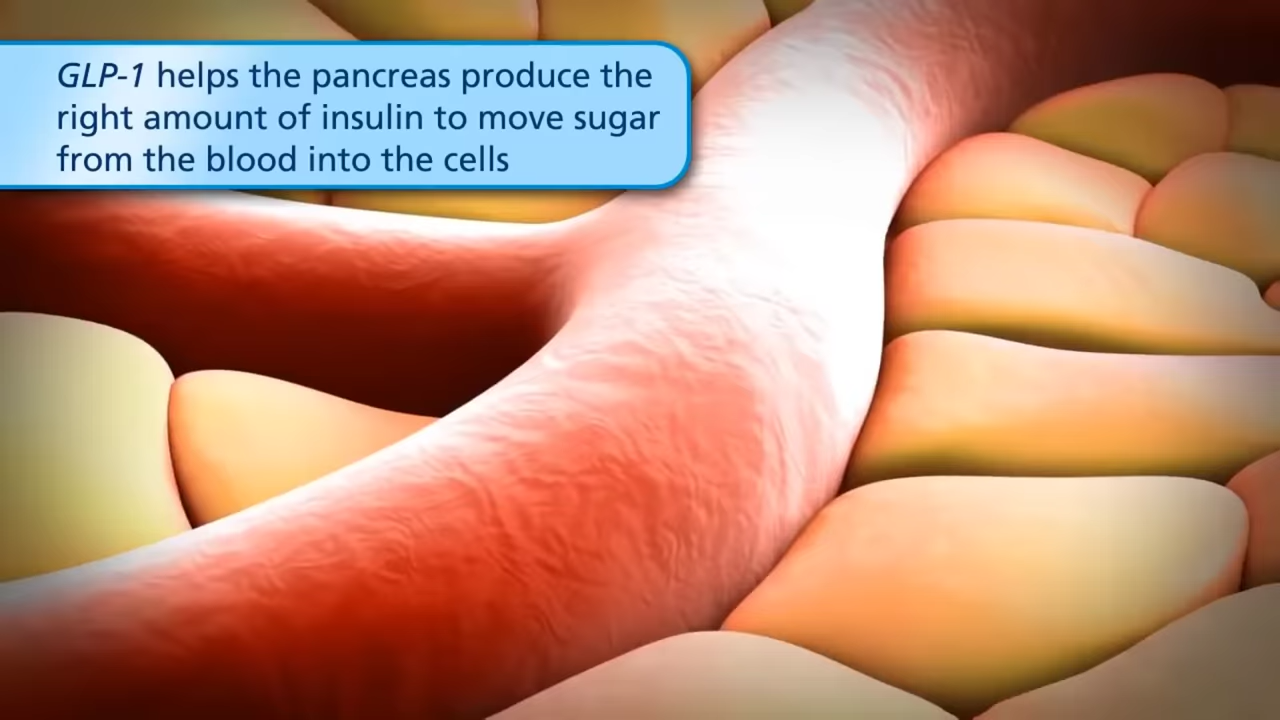 GLP-1 helps the pancreas produce the
right amount of insulin to move sugar
from the blood into the cells